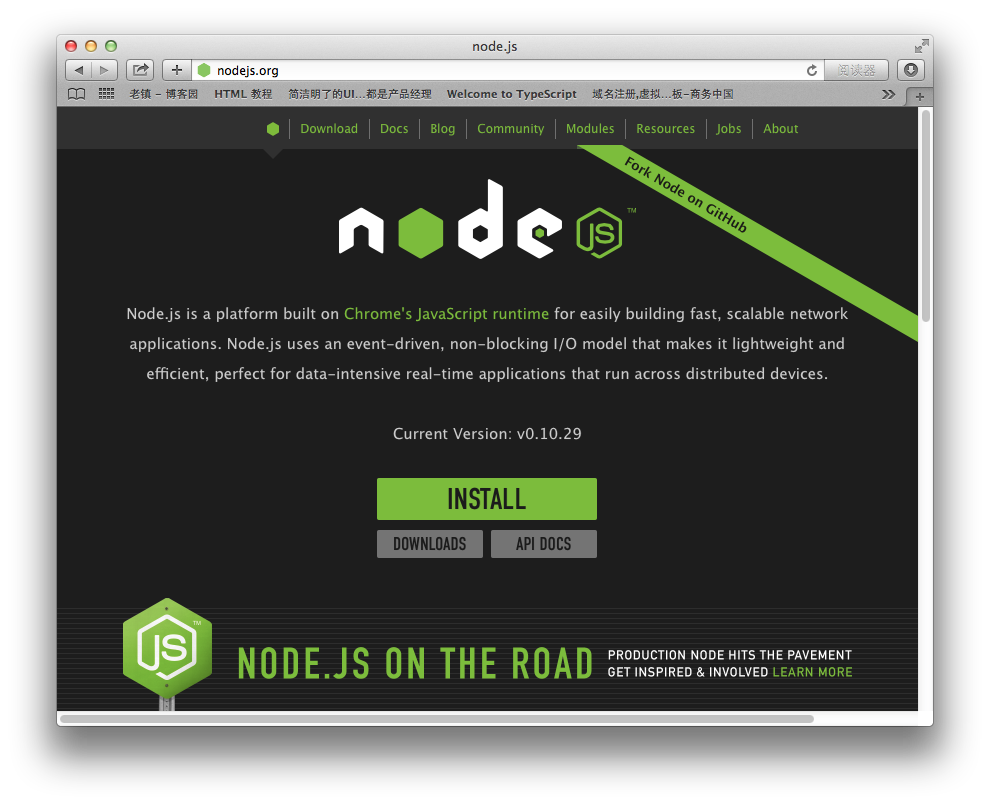 node.js
nodejs.org
阅读器
老镇 - 博客园 HTML 教程 简洁明了的UI...都是产品经理 Welcome to TypeScript 域名注册,虚拟...板-商务中国
Download Docs Blog Community Modules Resources Jobs About
Fork Node on GitHub
node JS ™
Node.js is a platform built on Chrome's JavaScript runtime for easily building fast, scalable network
applications. Node.js uses an event-driven, non-blocking I/O model that makes it lightweight and
efficient, perfect for data-intensive real-time applications that run across distributed devices.
Current Version: v0.10.29
INSTALL
DOWNLOADS API DOCS
JS ™
NODE.JS ON THE ROAD
PRODUCTION NODE HITS THE PAVEMENT
GET INSPIRED & INVOLVED LEARN MORE